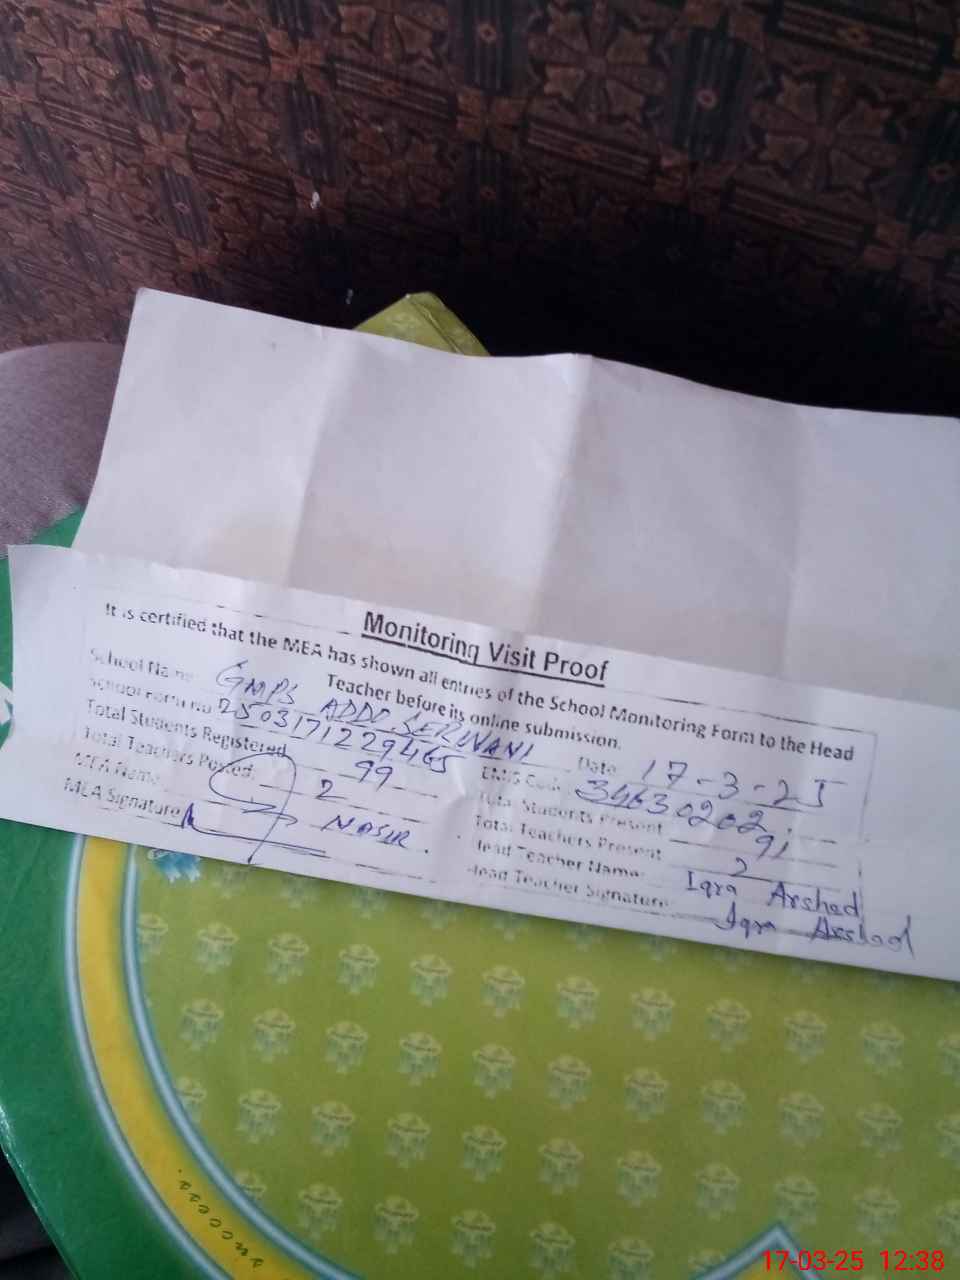 Monitoring Visit Proof
It is certified that the MEA has shown all entries of the School Monitoring Form to the Head
Teacher before its online submission.
School Name GMPS ADDO SERWANI Date 17-3-25
School Form No 2503171229465 EMIS Code 34630202
Total Students Registered 99 Total Students Present 91
Total Teachers Posted: 2 Total Teachers Present 2
MEA Name NASIR. Head Teacher Name: Iqra Arshad
MEA Signature Head Teacher Signature Iqra Arshad
17-03-25 12:38